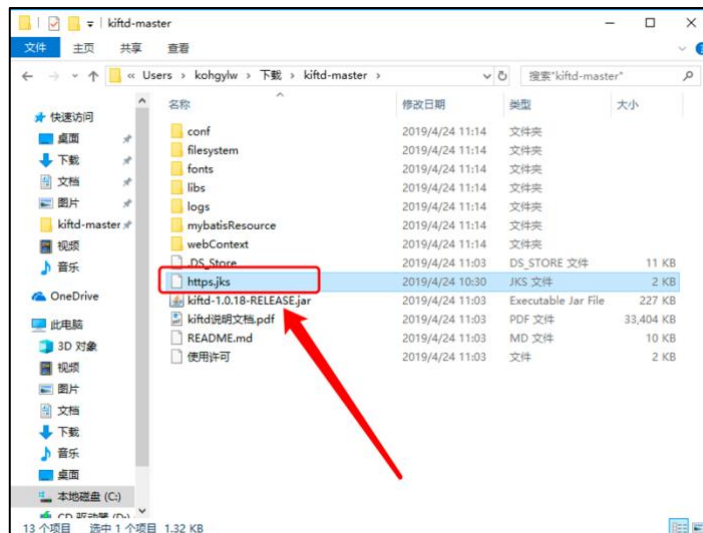 kiftd-master
文件 主页 共享 查看
« Users › kohgylw › 下载 › kiftd-master ›
搜索"kiftd-master"
名称 修改日期 类型 大小
快速访问
桌面
下载
文档
图片
kiftd-master
视频
音乐
OneDrive
此电脑
3D 对象
视频
图片
文档
下载
音乐
桌面
本地磁盘 (C:)
CD 驱动器 (D:)
conf 2019/4/24 11:14 文件夹
filesystem 2019/4/24 11:14 文件夹
fonts 2019/4/24 11:14 文件夹
libs 2019/4/24 11:14 文件夹
logs 2019/4/24 11:14 文件夹
mybatisResource 2019/4/24 11:14 文件夹
webContext 2019/4/24 11:14 文件夹
.DS_Store 2019/4/24 11:03 DS_STORE 文件 11 KB
https.jks 2019/4/24 10:30 JKS 文件 2 KB
kiftd-1.0.18-RELEASE.jar 2019/4/24 11:03 Executable Jar File 227 KB
kiftd说明文档.pdf 2019/4/24 11:03 PDF 文件 33,404 KB
README.md 2019/4/24 11:03 MD 文件 10 KB
使用许可 2019/4/24 11:03 文件 2 KB
13 个项目 选中 1 个项目 1.32 KB